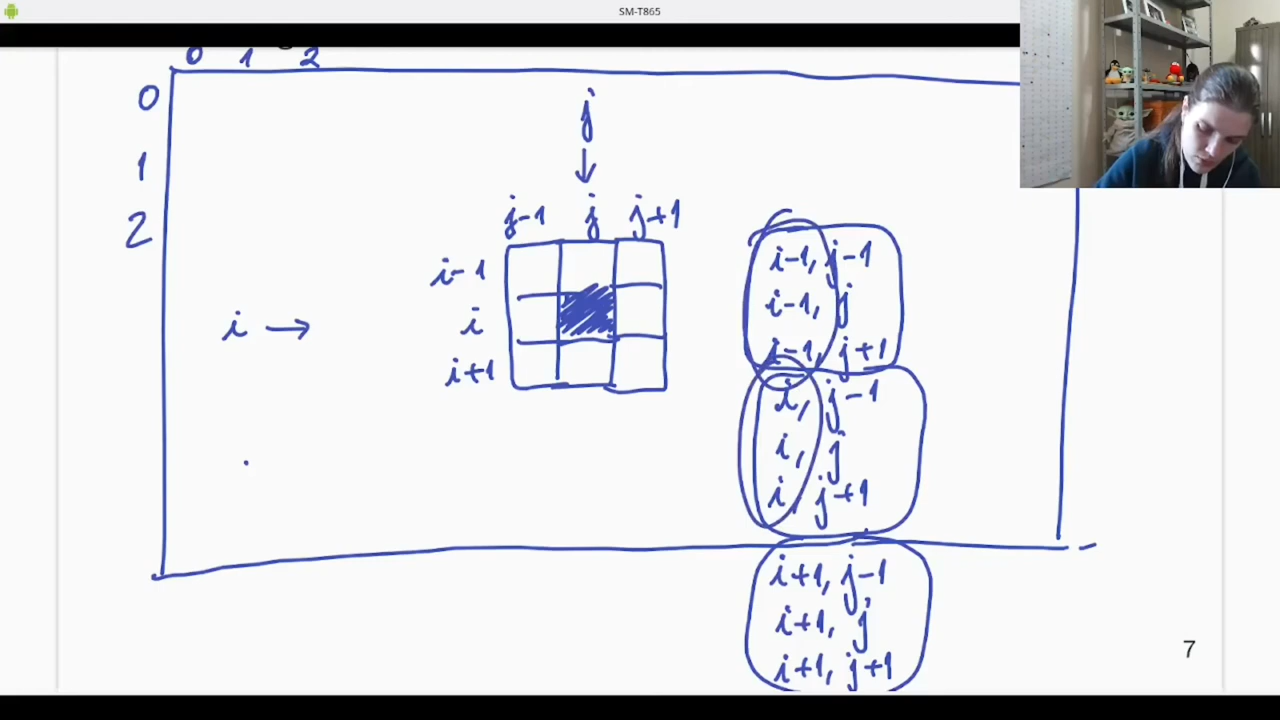 SM-T865
0 1 2
0
j
1
j-1 j j+1
2
i-1
i →
i
i+1
i-1, j-1
i-1, j
i-1, j+1
i, j-1
i, j
i, j+1
i+1, j-1
i+1, j
i+1, j+1
7